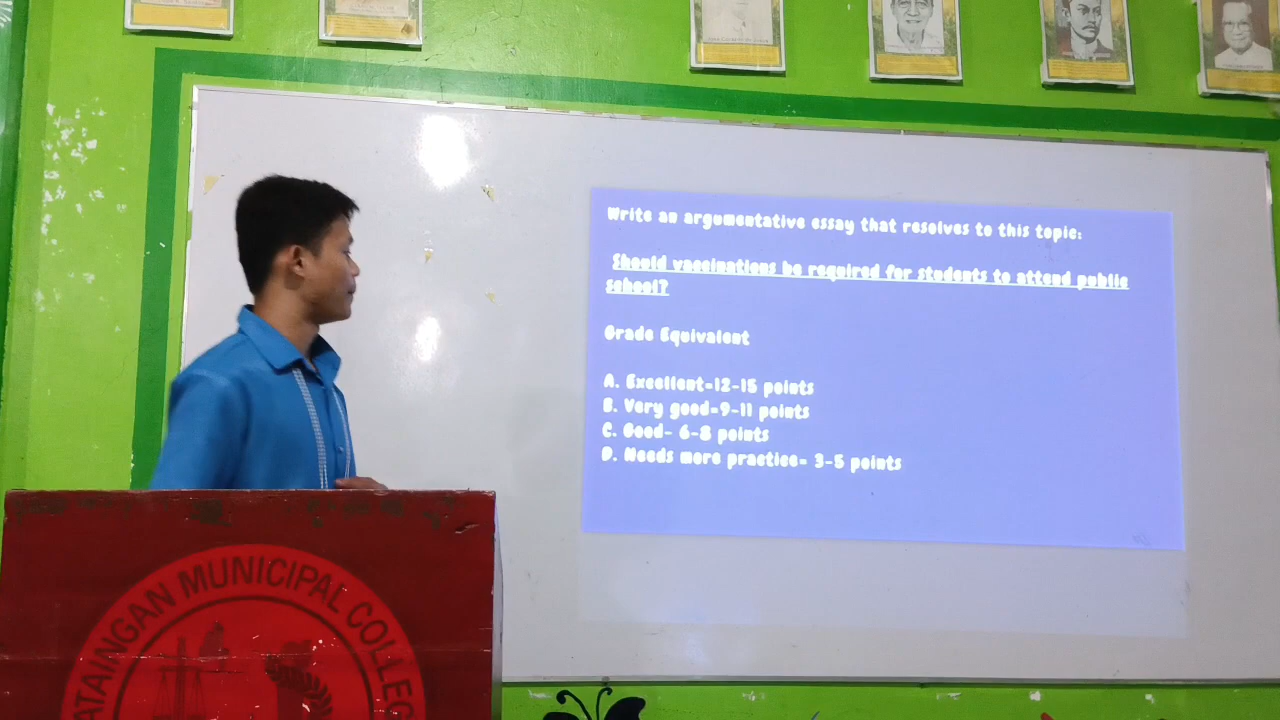 Write an argumentative essay that resolves to this topic:
Should vaccinations be required for students to attend public
school?
Grade Equivalent
A. Excellent=12-15 points
B. Very good=9-11 points
C. Good- 6-8 points
D. Needs more practice= 3-5 points
ATAINGAN MUNICIPAL COLLEG